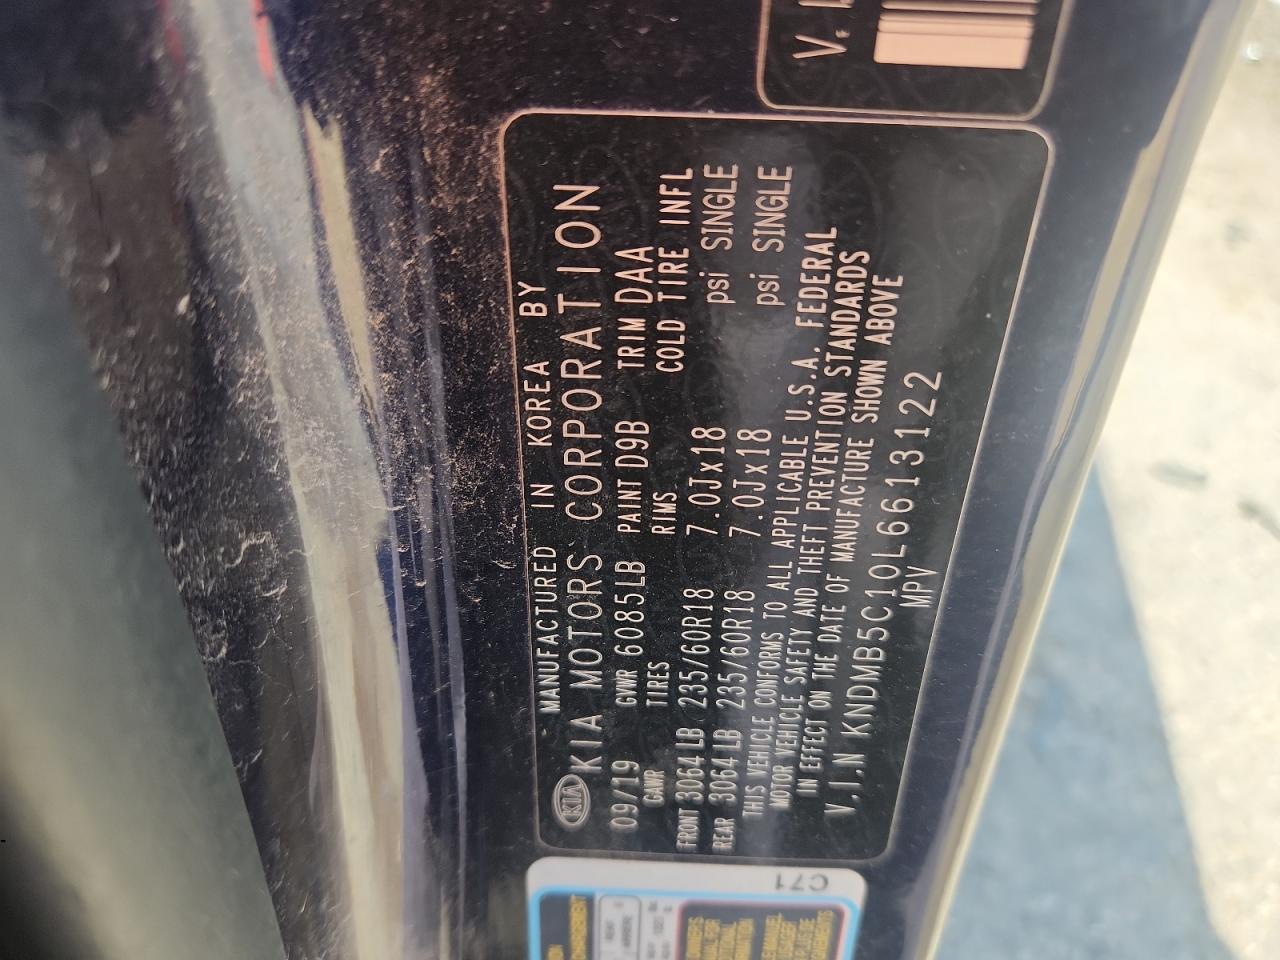 MANUFACTURED IN KOREA BY
KIA KIA MOTORS CORPORATION
09/19 GVWR 6085LB PAINT D9B TRIM DAA
GAWR TIRES RIMS COLD TIRE INFL
FRONT 3064LB 235/60R18 7.0Jx18 psi SINGLE
REAR 3064LB 235/60R18 7.0Jx18 psi SINGLE
THIS VEHICLE CONFORMS TO ALL APPLICABLE U.S.A. FEDERAL
MOTOR VEHICLE SAFETY AND THEFT PREVENTION STANDARDS
IN EFFECT ON THE DATE OF MANUFACTURE SHOWN ABOVE
V.I.N KNDMB5C10L6613122
MPV
C71